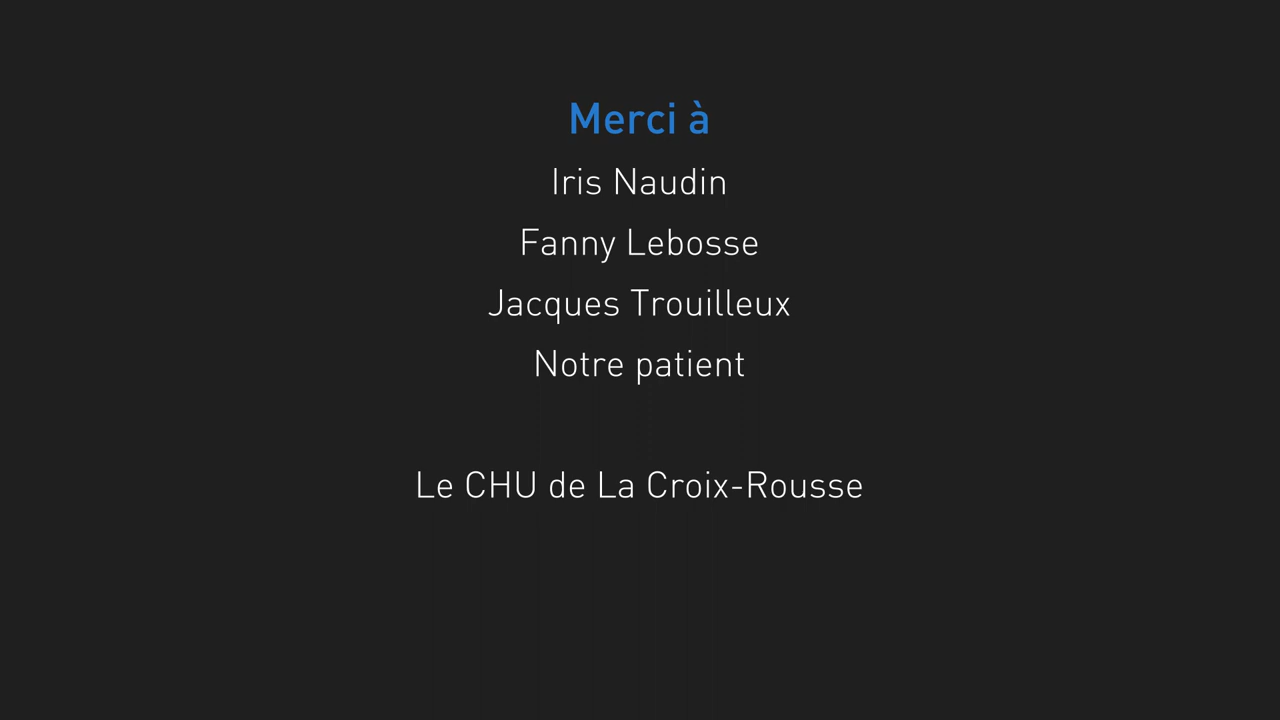 Merci à
Iris Naudin
Fanny Lebosse
Jacques Trouilleux
Notre patient
Le CHU de La Croix-Rousse